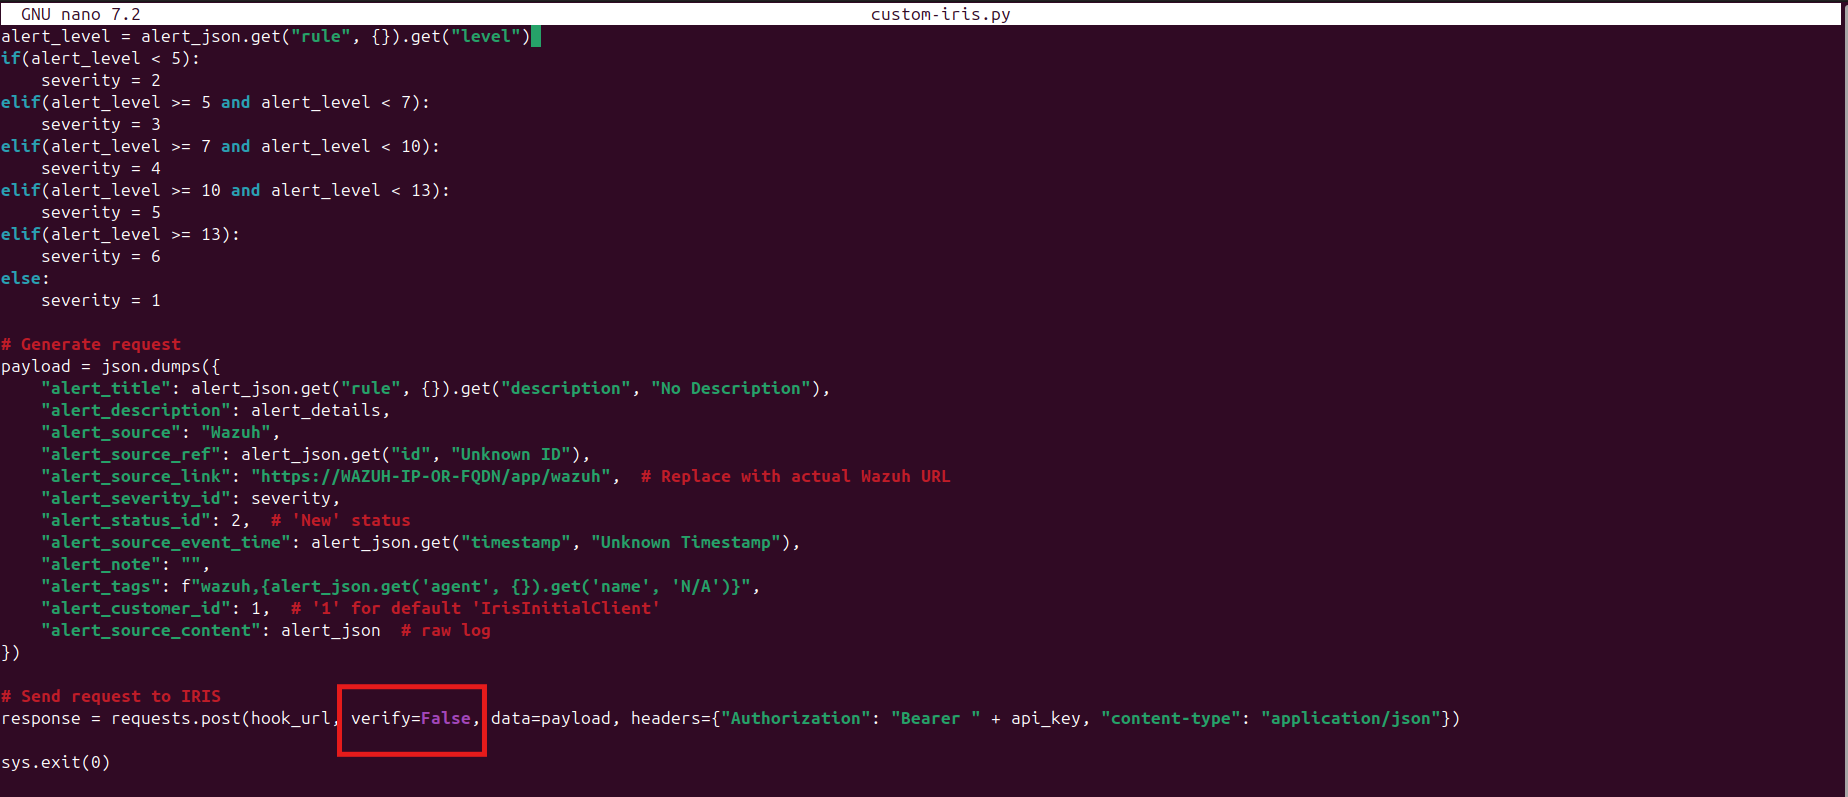 GNU nano 7.2 custom-iris.py
alert_level = alert_json.get("rule", {}).get("level")
if(alert_level < 5):
    severity = 2
elif(alert_level >= 5 and alert_level < 7):
    severity = 3
elif(alert_level >= 7 and alert_level < 10):
    severity = 4
elif(alert_level >= 10 and alert_level < 13):
    severity = 5
elif(alert_level >= 13):
    severity = 6
else:
    severity = 1
# Generate request
payload = json.dumps({
    "alert_title": alert_json.get("rule", {}).get("description", "No Description"),
    "alert_description": alert_details,
    "alert_source": "Wazuh",
    "alert_source_ref": alert_json.get("id", "Unknown ID"),
    "alert_source_link": "https://WAZUH-IP-OR-FQDN/app/wazuh",  # Replace with actual Wazuh URL
    "alert_severity_id": severity,
    "alert_status_id": 2,  # 'New' status
    "alert_source_event_time": alert_json.get("timestamp", "Unknown Timestamp"),
    "alert_note": "",
    "alert_tags": f"wazuh,{alert_json.get('agent', {}).get('name', 'N/A')}",
    "alert_customer_id": 1,  # '1' for default 'IrisInitialClient'
    "alert_source_content": alert_json  # raw log
})
# Send request to IRIS
response = requests.post(hook_url, verify=False, data=payload, headers={"Authorization": "Bearer " + api_key, "content-type": "application/json"})
sys.exit(0)